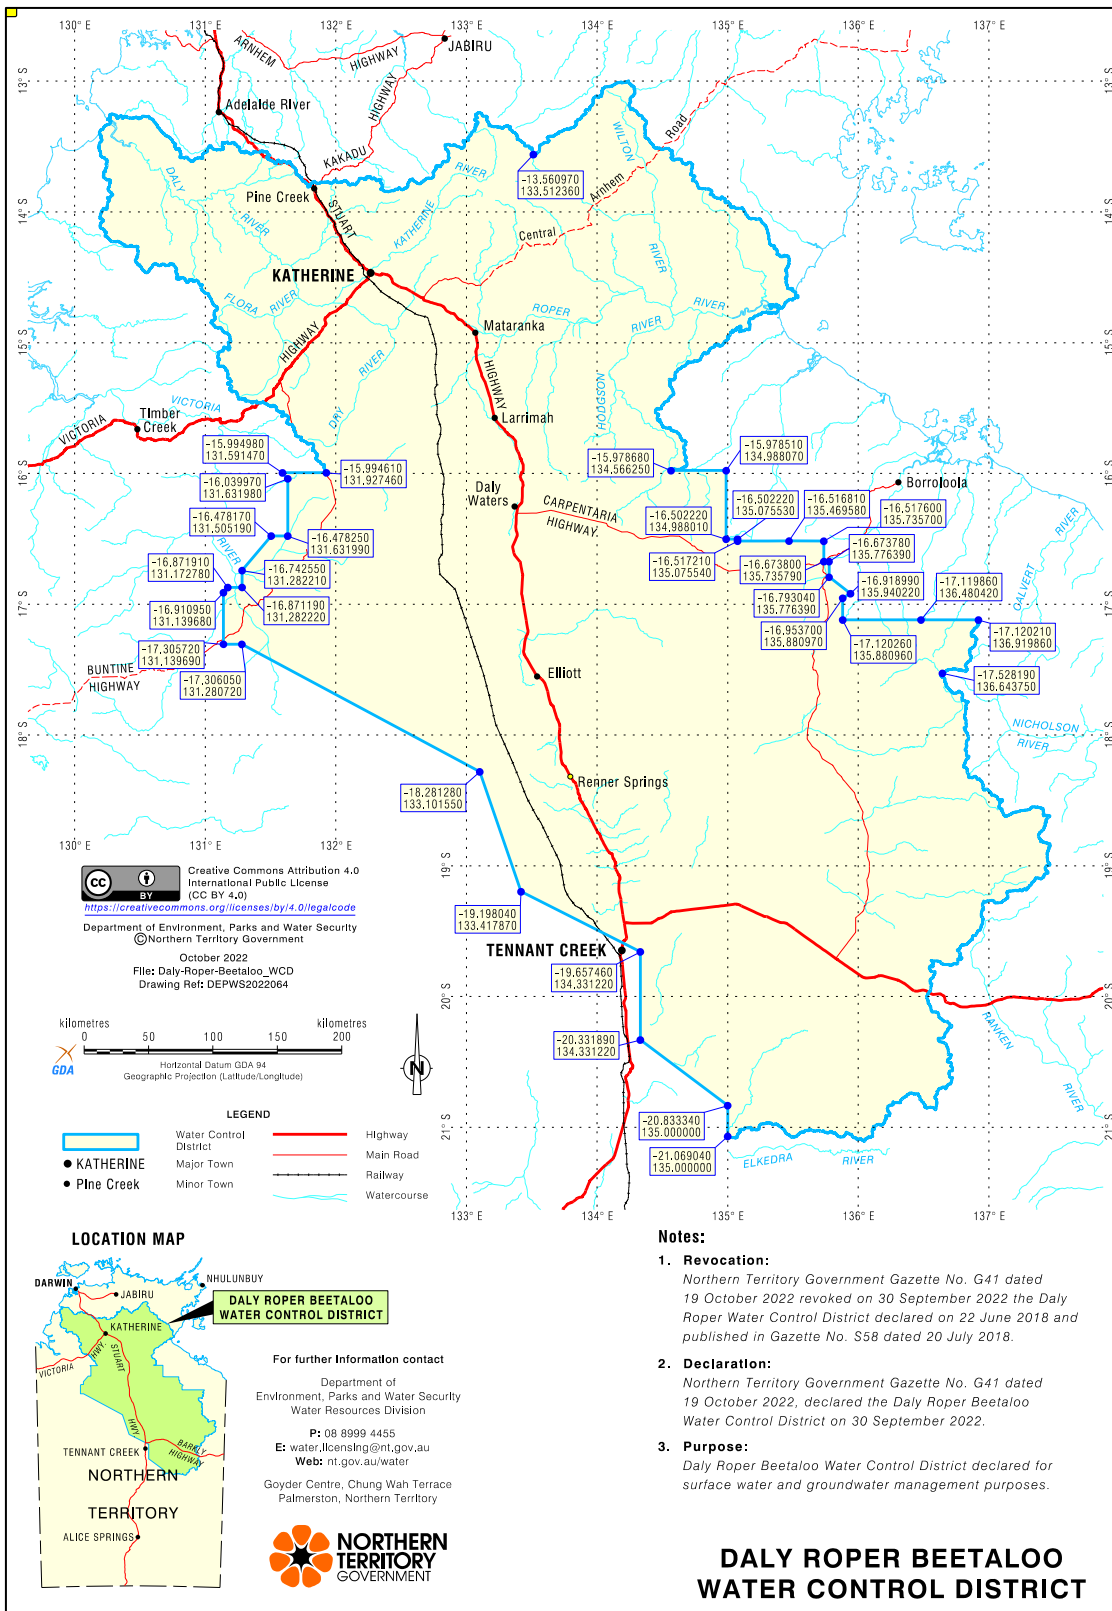 130° E
131° E
132° E
133° E
134° E
135° E
136° E
137° E
13° S
13° S
ARNHEM
HIGHWAY
JABIRU
HIGHWAY
KAKADU
Adelaide River
Pine Creek
STUART
DALY
RIVER
RIVER
KATHERINE
WILTON
RIVER
Road
Arnhem
Central
-13.560970
133.512360
14° S
14° S
KATHERINE
FLORA
RIVER
ROPER
RIVER
RIVER
Mataranka
HIGHWAY
HIGHWAY
RIVER
DRY
15° S
15° S
HODGSON
Larrimah
VICTORIA
VICTORIA
Timber
Creek
-15.994980
131.591470
-16.039970
131.631980
-15.994610
131.927460
-16.478170
131.505190
-16.478250
131.631990
RIVER
-16.871910
131.172780
-16.742550
131.282210
-16.910950
131.139680
-16.871190
131.282220
-17.305720
131.139690
-17.306050
131.280720
BUNTINE
HIGHWAY
16° S
16° S
Daly
Waters
CARPENTARIA
HIGHWAY
-15.978680
134.566250
-15.978510
134.988070
-16.502220
134.988010
-16.502220
135.075530
-16.516810
135.469580
-16.517600
135.735700
-16.517210
135.075540
-16.673800
135.735790
-16.673780
135.776390
-16.793040
135.776390
-16.918990
135.940220
-16.953700
135.880970
-17.119860
136.480420
-17.120260
135.880960
-17.120210
136.919860
-17.528190
136.643750
Borroloola
RIVER
CALVERT
17° S
17° S
Elliott
NICHOLSON
RIVER
18° S
18° S
-18.281280
133.101550
Renner Springs
130° E
131° E
132° E
19° S
19° S
-19.198040
133.417870
TENNANT CREEK
-19.657460
134.331220
20° S
20° S
-20.331890
134.331220
RANKEN
RIVER
-20.833340
135.000000
-21.069040
135.000000
ELKEDRA
RIVER
21° S
21° S
133° E
134° E
135° E
136° E
137° E
CC
BY
Creative Commons Attribution 4.0
International Public License
(CC BY 4.0)
https://creativecommons.org/licenses/by/4.0/legalcode
Department of Environment, Parks and Water Security
© Northern Territory Government
October 2022
File: Daly-Roper-Beetaloo_WCD
Drawing Ref: DEPWS2022064
kilometres
kilometres
0 50 100 150 200
GDA
Horizontal Datum GDA 94
Geographic Projection (Latitude/Longitude)
N
LEGEND
Water Control
District
KATHERINE Major Town
Pine Creek Minor Town
Highway
Main Road
Railway
Watercourse
LOCATION MAP
DARWIN
JABIRU
NHULUNBUY
DALY ROPER BEETALOO
WATER CONTROL DISTRICT
KATHERINE
HWY
VICTORIA
STUART
HWY
TENNANT CREEK
BARKLY
HIGHWAY
NORTHERN
TERRITORY
ALICE SPRINGS
For further information contact
Department of
Environment, Parks and Water Security
Water Resources Division
P: 08 8999 4455
E: water.licensing@nt.gov.au
Web: nt.gov.au/water
Goyder Centre, Chung Wah Terrace
Palmerston, Northern Territory
NORTHERN
TERRITORY
GOVERNMENT
Notes:
1. Revocation:
Northern Territory Government Gazette No. G41 dated
19 October 2022 revoked on 30 September 2022 the Daly
Roper Water Control District declared on 22 June 2018 and
published in Gazette No. S58 dated 20 July 2018.
2. Declaration:
Northern Territory Government Gazette No. G41 dated
19 October 2022, declared the Daly Roper Beetaloo
Water Control District on 30 September 2022.
3. Purpose:
Daly Roper Beetaloo Water Control District declared for
surface water and groundwater management purposes.
DALY ROPER BEETALOO
WATER CONTROL DISTRICT